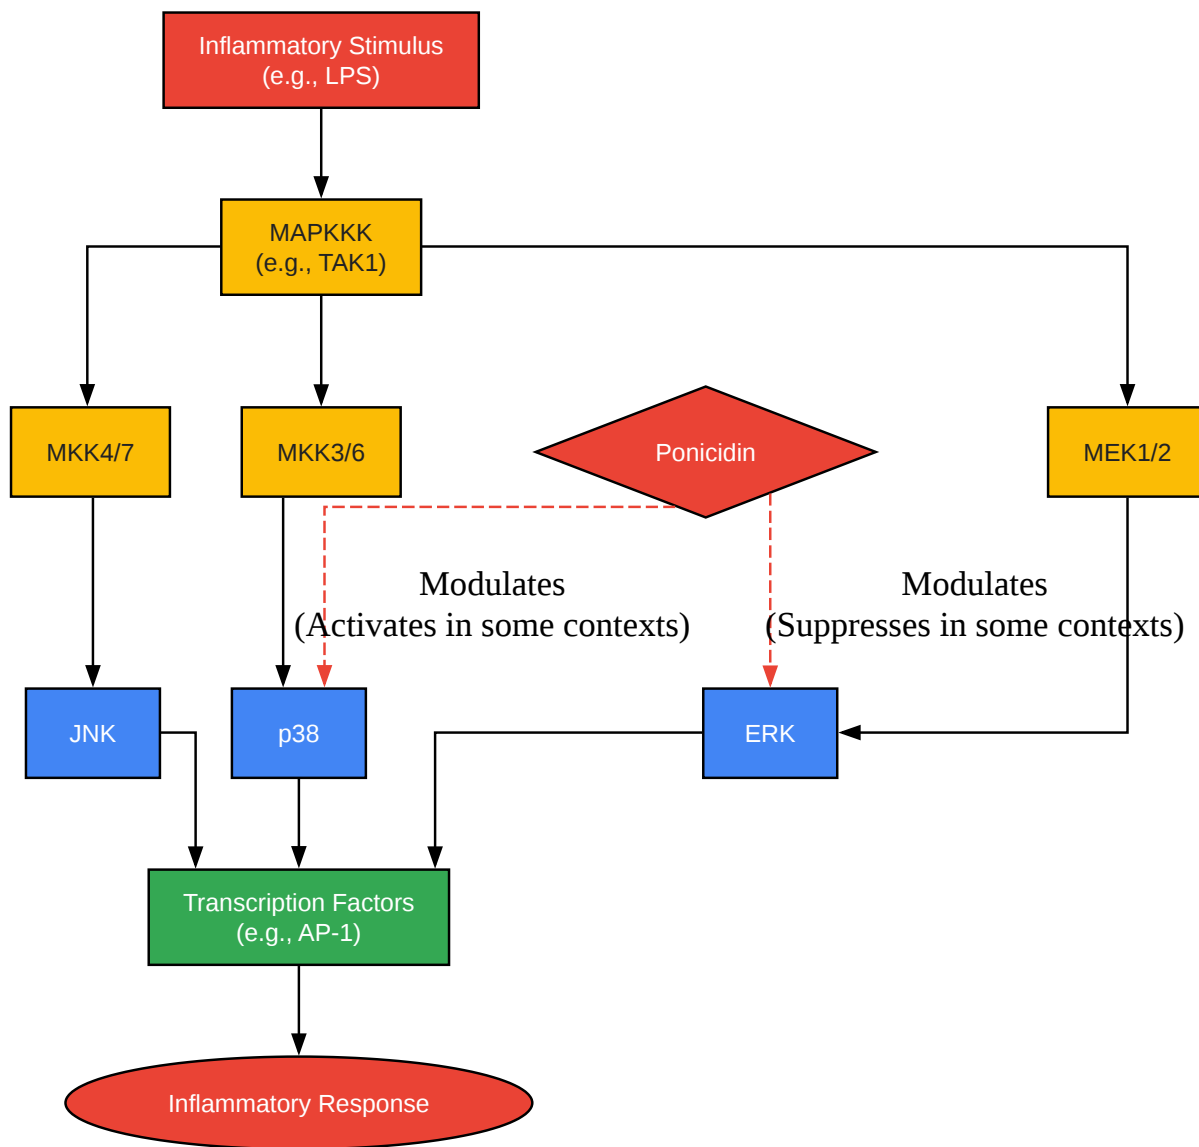 Inflammatory Stimulus
(e.g., LPS)
MAPKKK
(e.g., TAK1)
MKK4/7
MKK3/6
Ponicidin
MEK1/2
Modulates
(Activates in some contexts)
Modulates
(Suppresses in some contexts)
JNK
p38
ERK
Transcription Factors
(e.g., AP-1)
Inflammatory Response